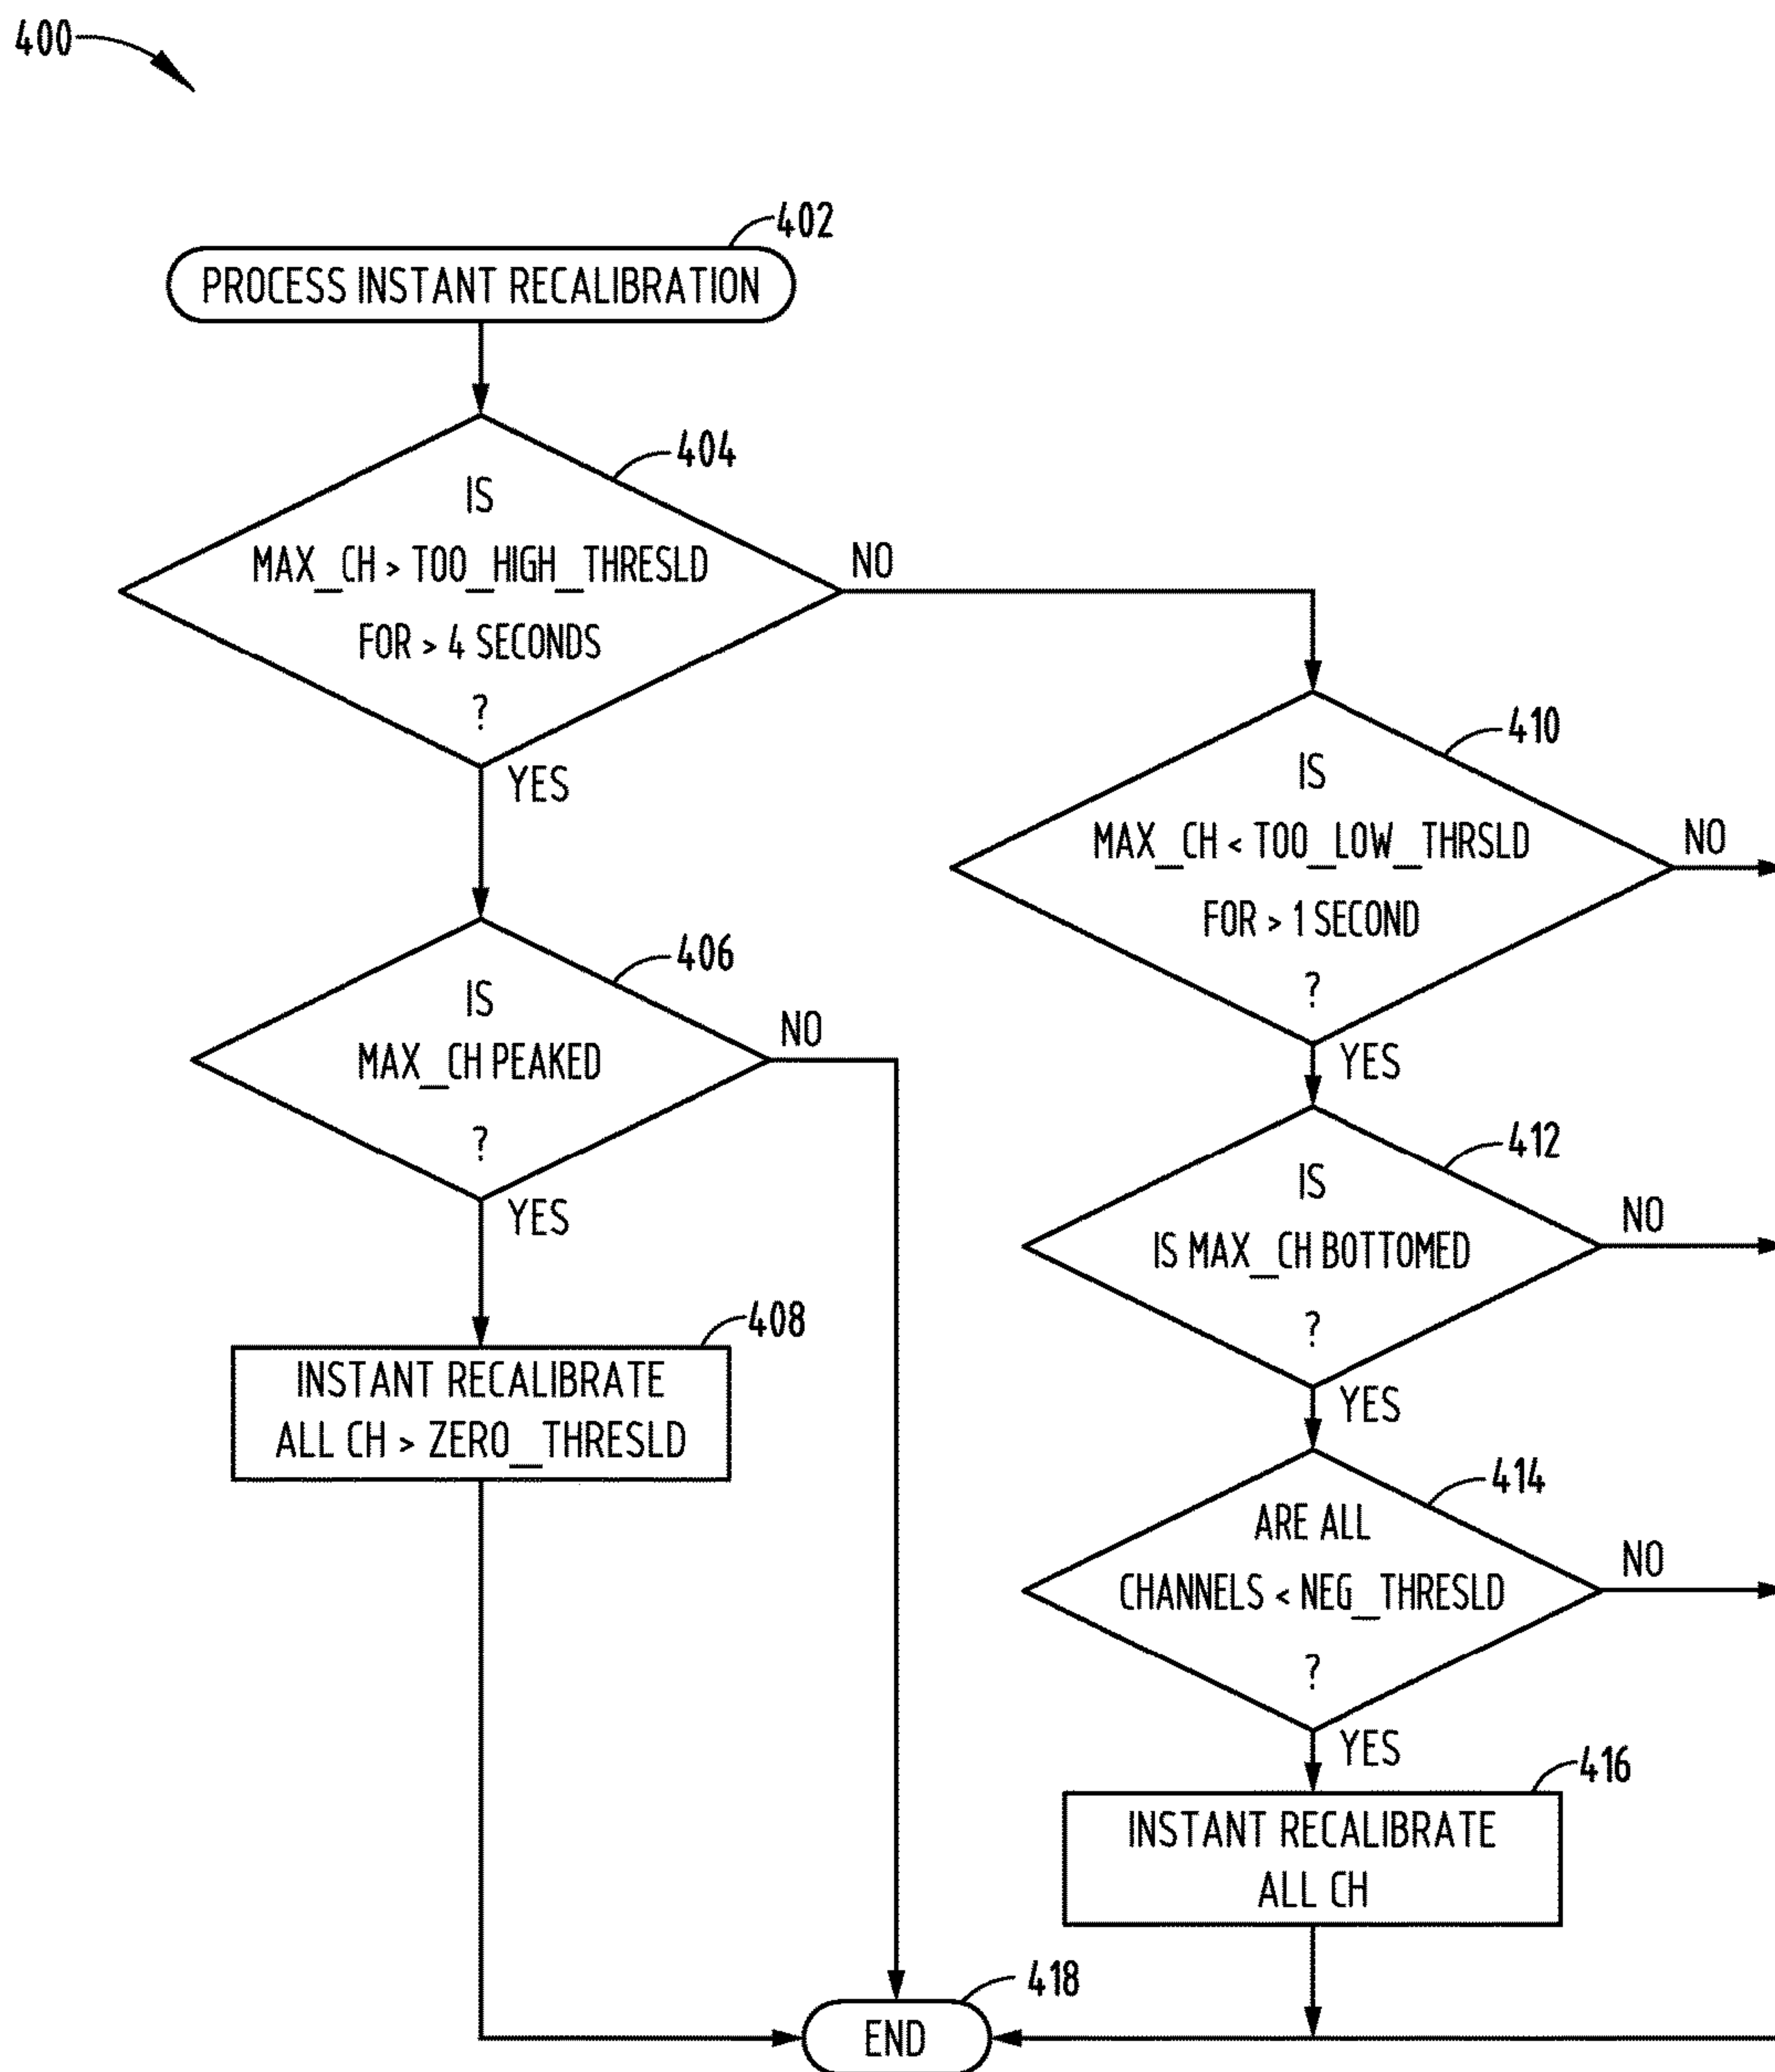 400
402
PROCESS INSTANT RECALIBRATION
404
IS
MAX_CH > TOO_HIGH_THRESLD
FOR > 4 SECONDS
?
NO
YES
406
IS
MAX_CH PEAKED
?
NO
YES
408
INSTANT RECALIBRATE
ALL CH > ZERO_THRESLD
410
IS
MAX_CH < TOO_LOW_THRSLD
FOR > 1 SECOND
?
NO
YES
412
IS
IS MAX_CH BOTTOMED
?
NO
YES
414
ARE ALL
CHANNELS < NEG_THRESLD
?
NO
YES
416
INSTANT RECALIBRATE
ALL CH
418
END